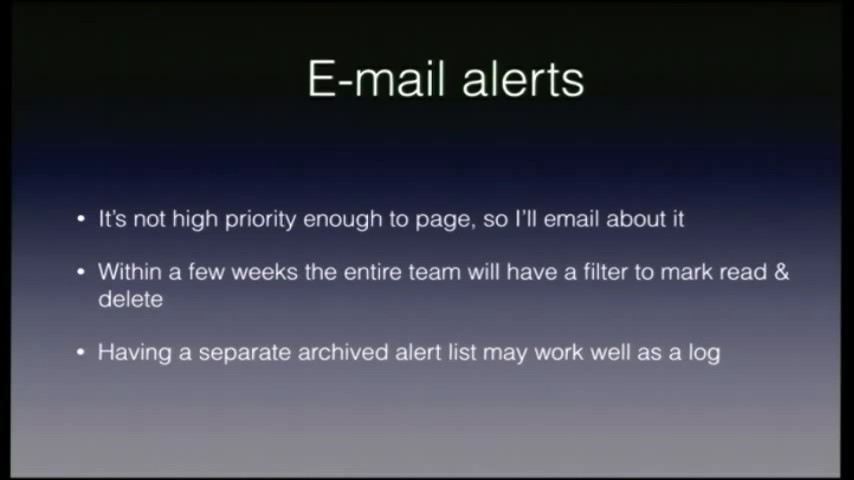 E-mail alerts
• It's not high priority enough to page, so I'll email about it
• Within a few weeks the entire team will have a filter to mark read &
delete
• Having a separate archived alert list may work well as a log